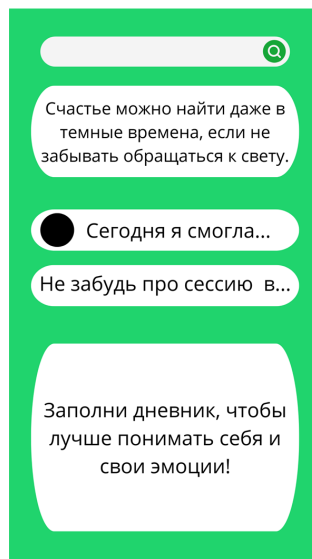 Счастье можно найти даже в
темные времена, если не
забывать обращаться к свету.
Сегодня я смогла...
Не забудь про сессию в...
Заполни дневник, чтобы
лучше понимать себя и
свои эмоции!